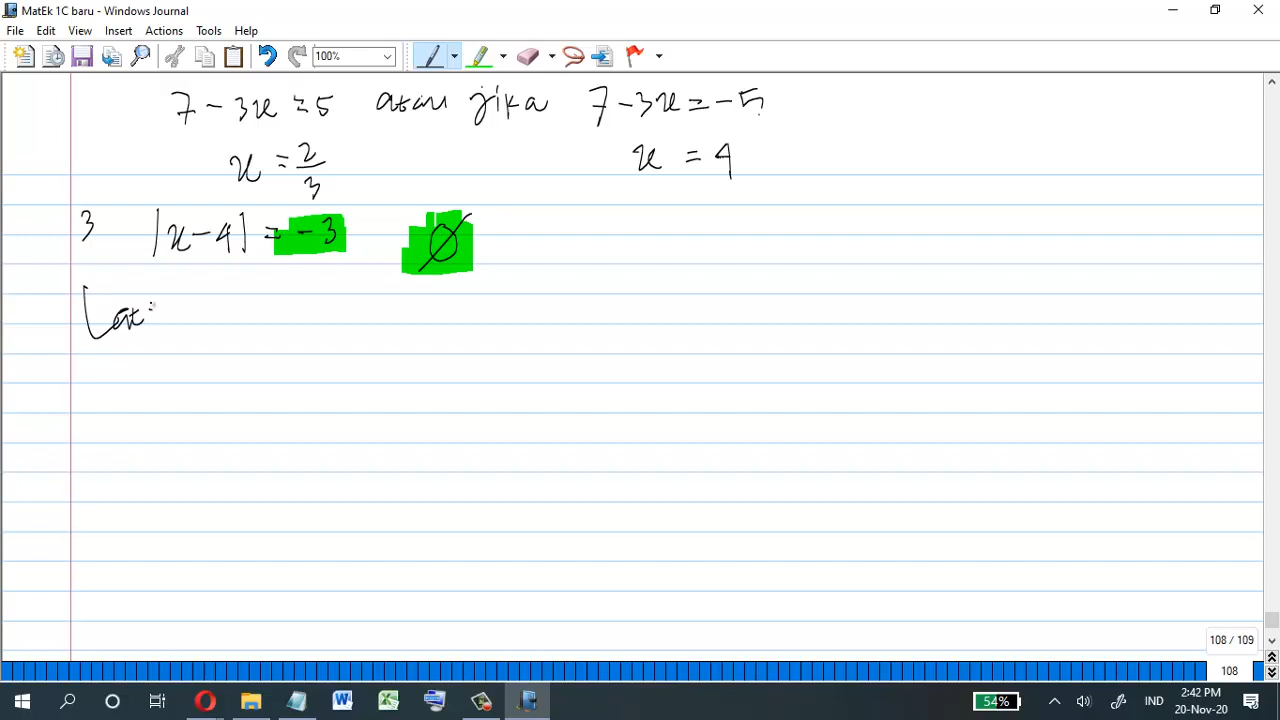 MatEk 1C baru - Windows Journal
File Edit View Insert Actions Tools Help
100%
7 - 3x = 5 atau jika 7 - 3x = -5
x = 2/3 x = 4
3 |x - 4| = -3 Ø
Lat
108 / 109
108
54% IND 2:42 PM
20-Nov-20